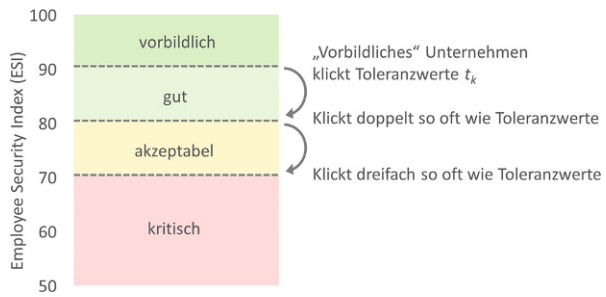 Employee Security Index (ESI)
100
90
80
70
60
50
vorbildlich
gut
akzeptabel
kritisch
„Vorbildliches“ Unternehmen
klickt Toleranzwerte tk
Klickt doppelt so oft wie Toleranzwerte
Klickt dreifach so oft wie Toleranzwerte